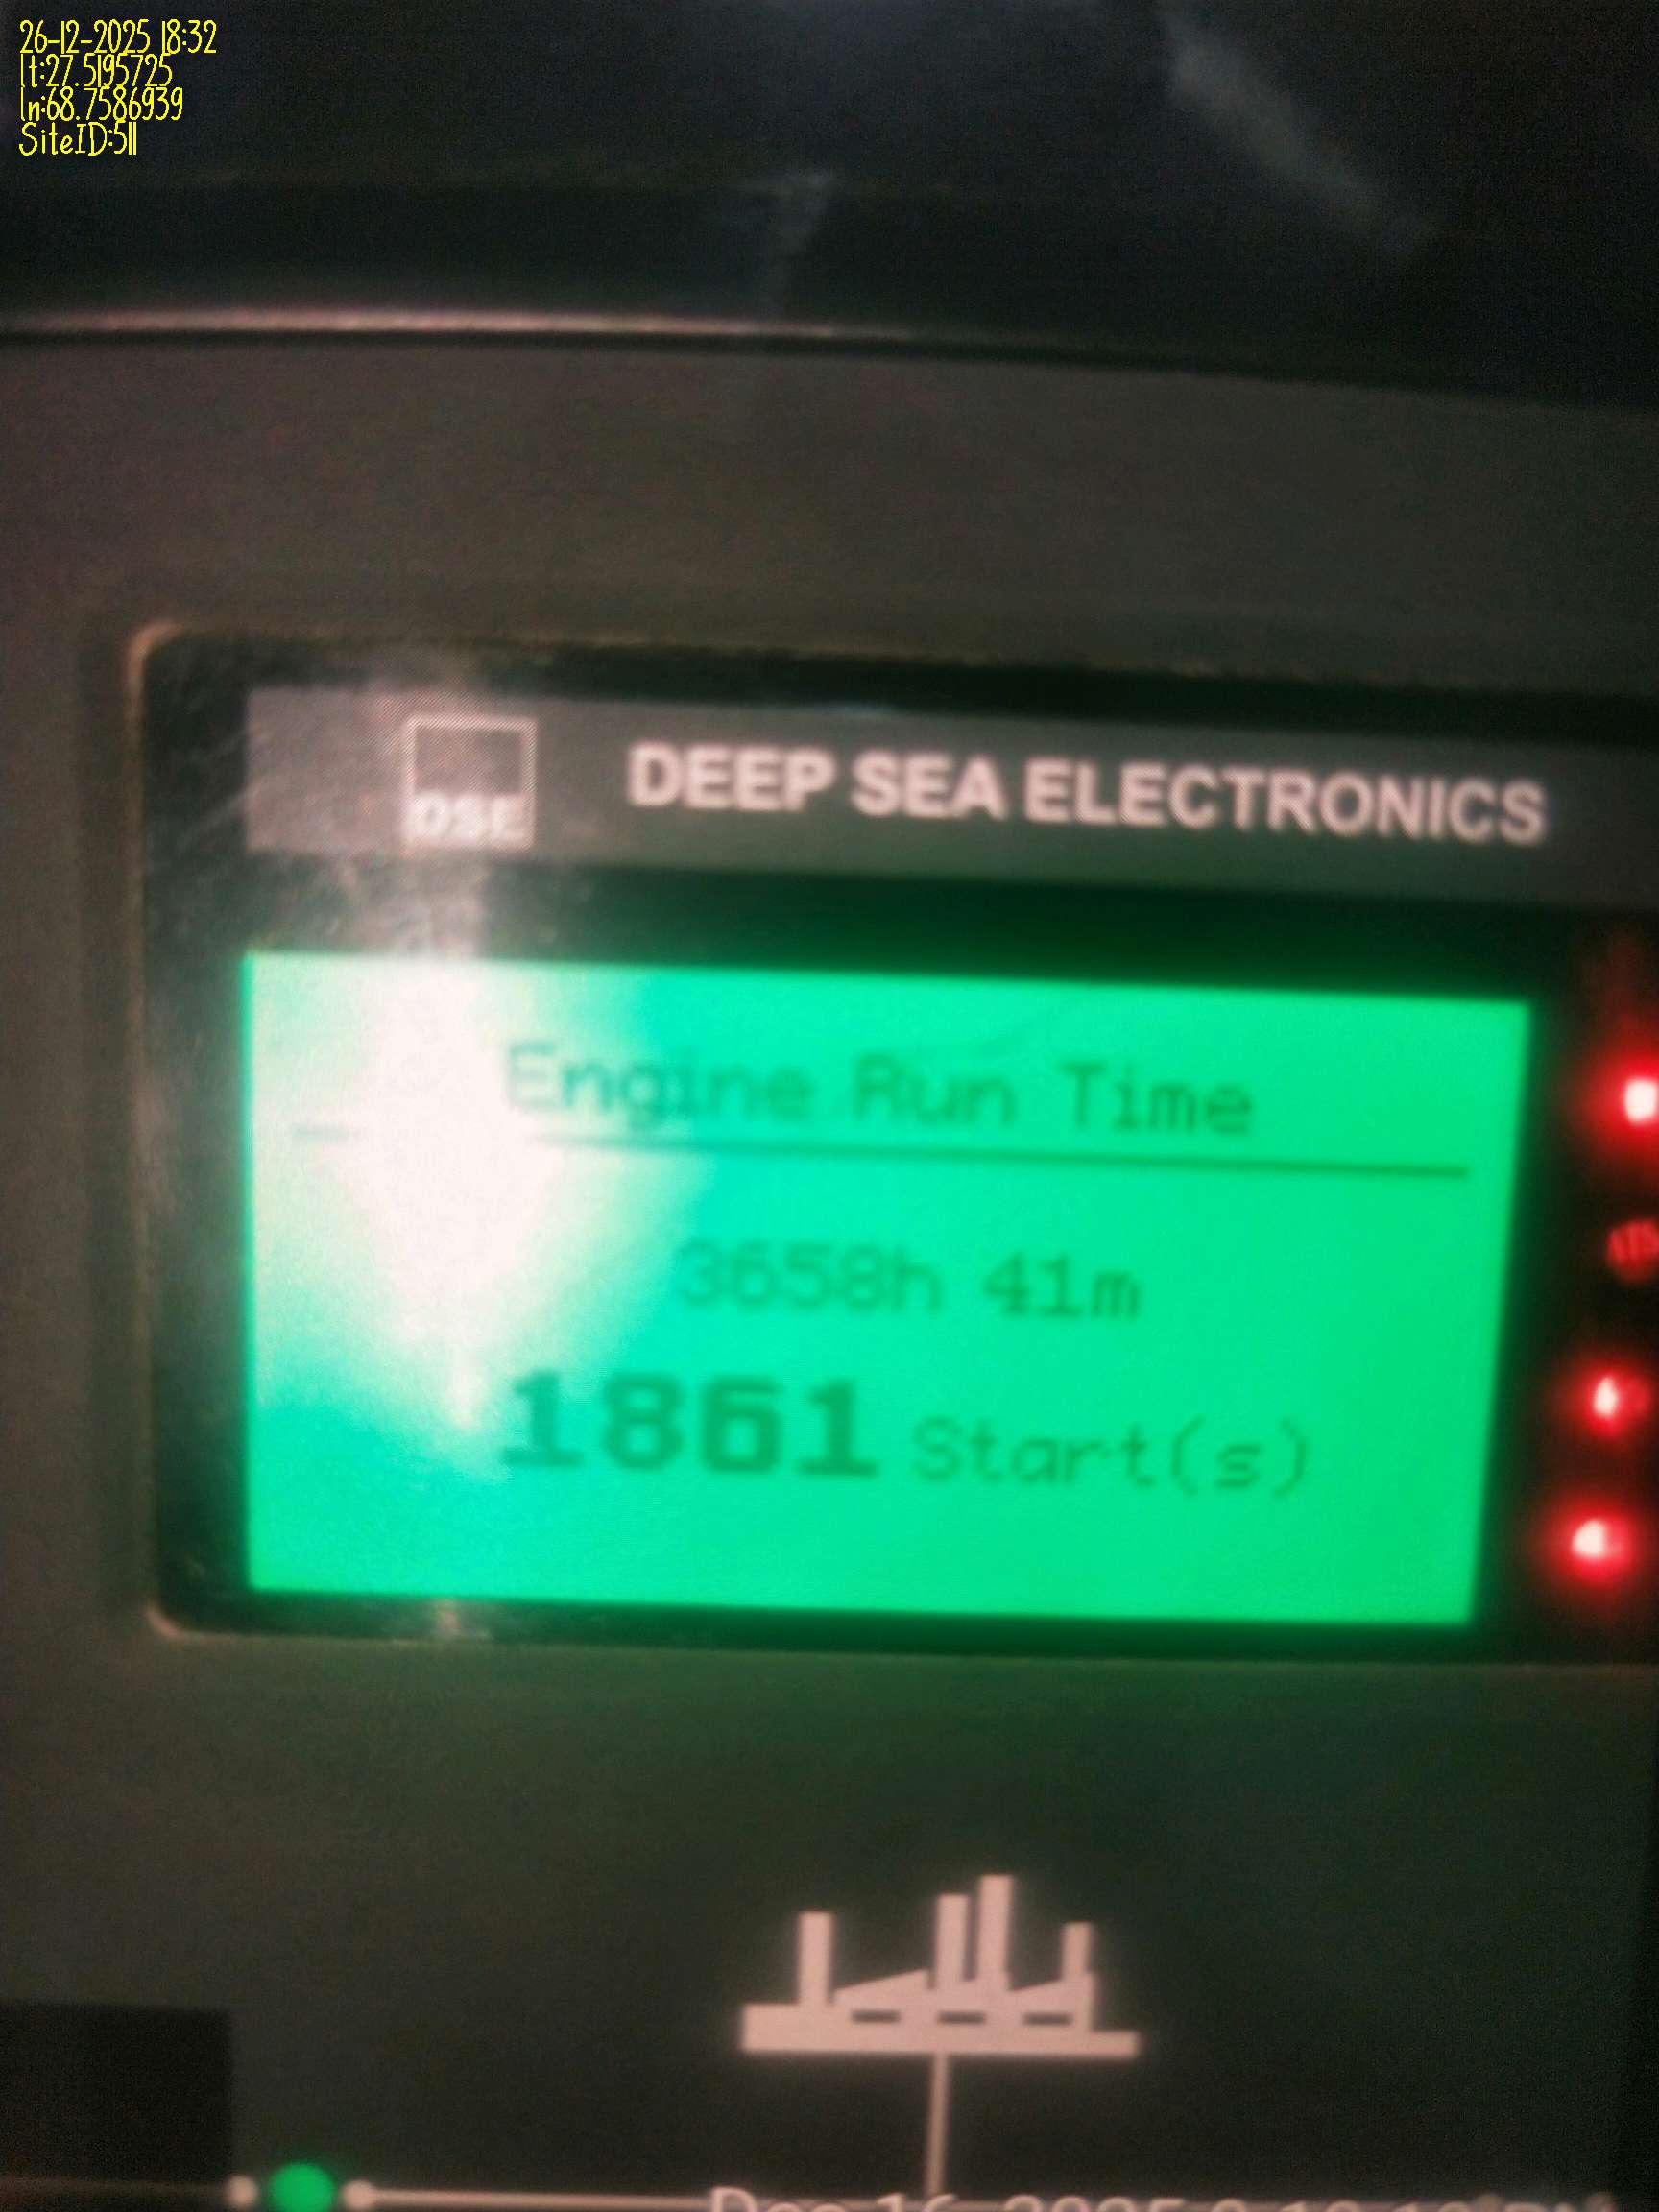 26-12-2025 18:32
lt:27.5195725
ln:68.7586939
SiteID:511
DSE
DEEP SEA ELECTRONICS
Engine Run Time
3658h 41m
1861 Start(s)